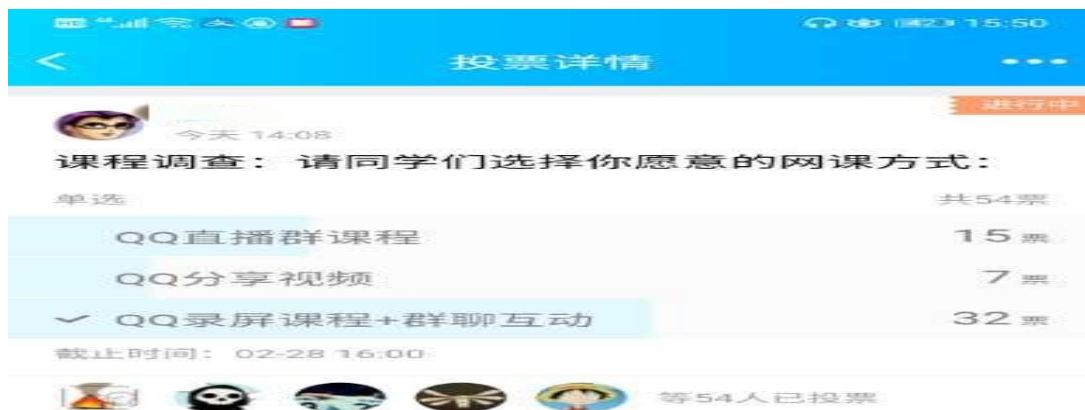 15:50
投票详情
进行中
今天 14:08
课程调查：请同学们选择你愿意的网课方式：
单选 共54票
QQ直播群课程 15票
QQ分享视频 7票
QQ录屏课程+群聊互动 32票
截止时间：02-28 16:00
等54人已投票